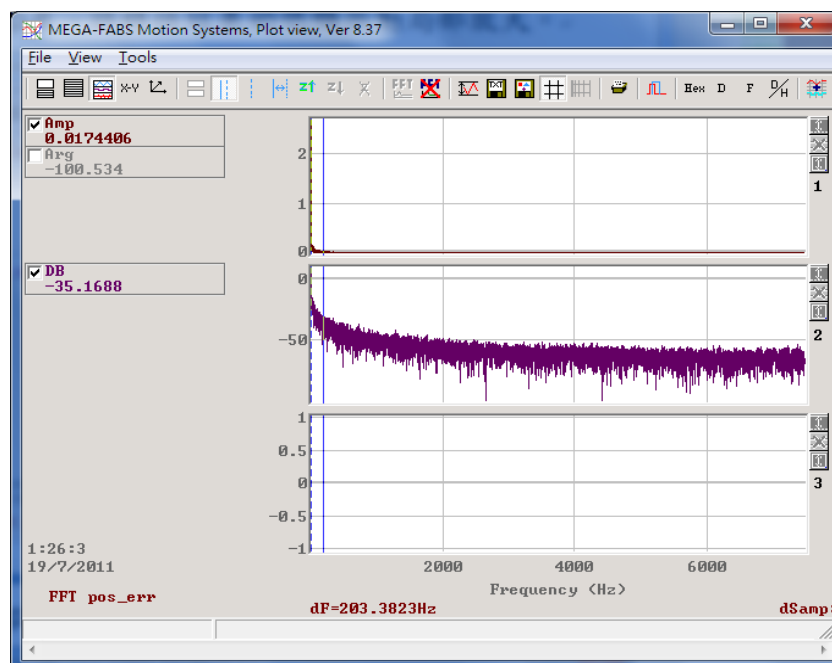 MEGA-FABS Motion Systems, Plot view, Ver 8.37
File View Tools
X-Y FFT TXT Hex D F D/H
Amp
0.0174406
Arg
-100.534
2
1
0
1
DB
-35.1688
0
-50
2
1
0.5
0
-0.5
-1
3
1:26:3
19/7/2011
2000 4000 6000
Frequency (Hz)
FFT pos_err
dF=203.3823Hz
dSamp: